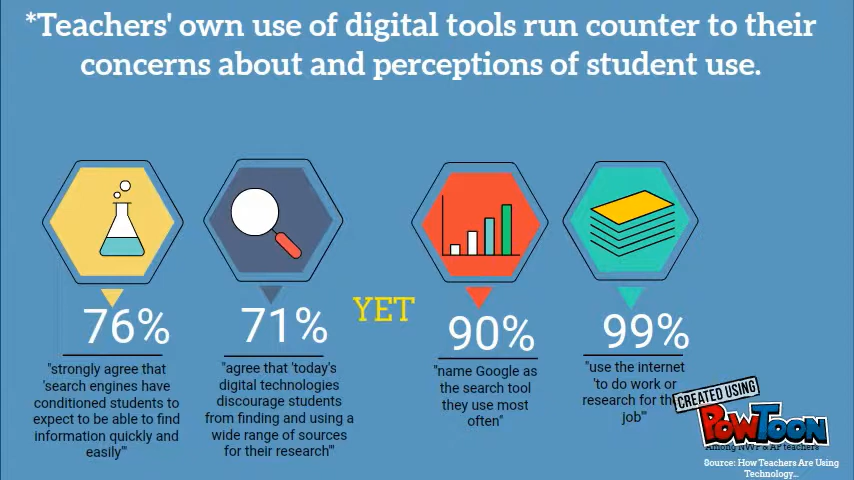 *Teachers' own use of digital tools run counter to their
concerns about and perceptions of student use.
76%
"strongly agree that
'search engines have
conditioned students to
expect to be able to find
information quickly and
easily'"
71%
"agree that 'today's
digital technologies
discourage students
from finding and using a
wide range of sources
for their research'"
YET
90%
"name Google as
the search tool
they use most
often"
99%
"use the internet
'to do work or
research for
job'"
CREATED USING
POWTOON
Among NWP & AP teachers
Source: How Teachers Are Using
Technology...